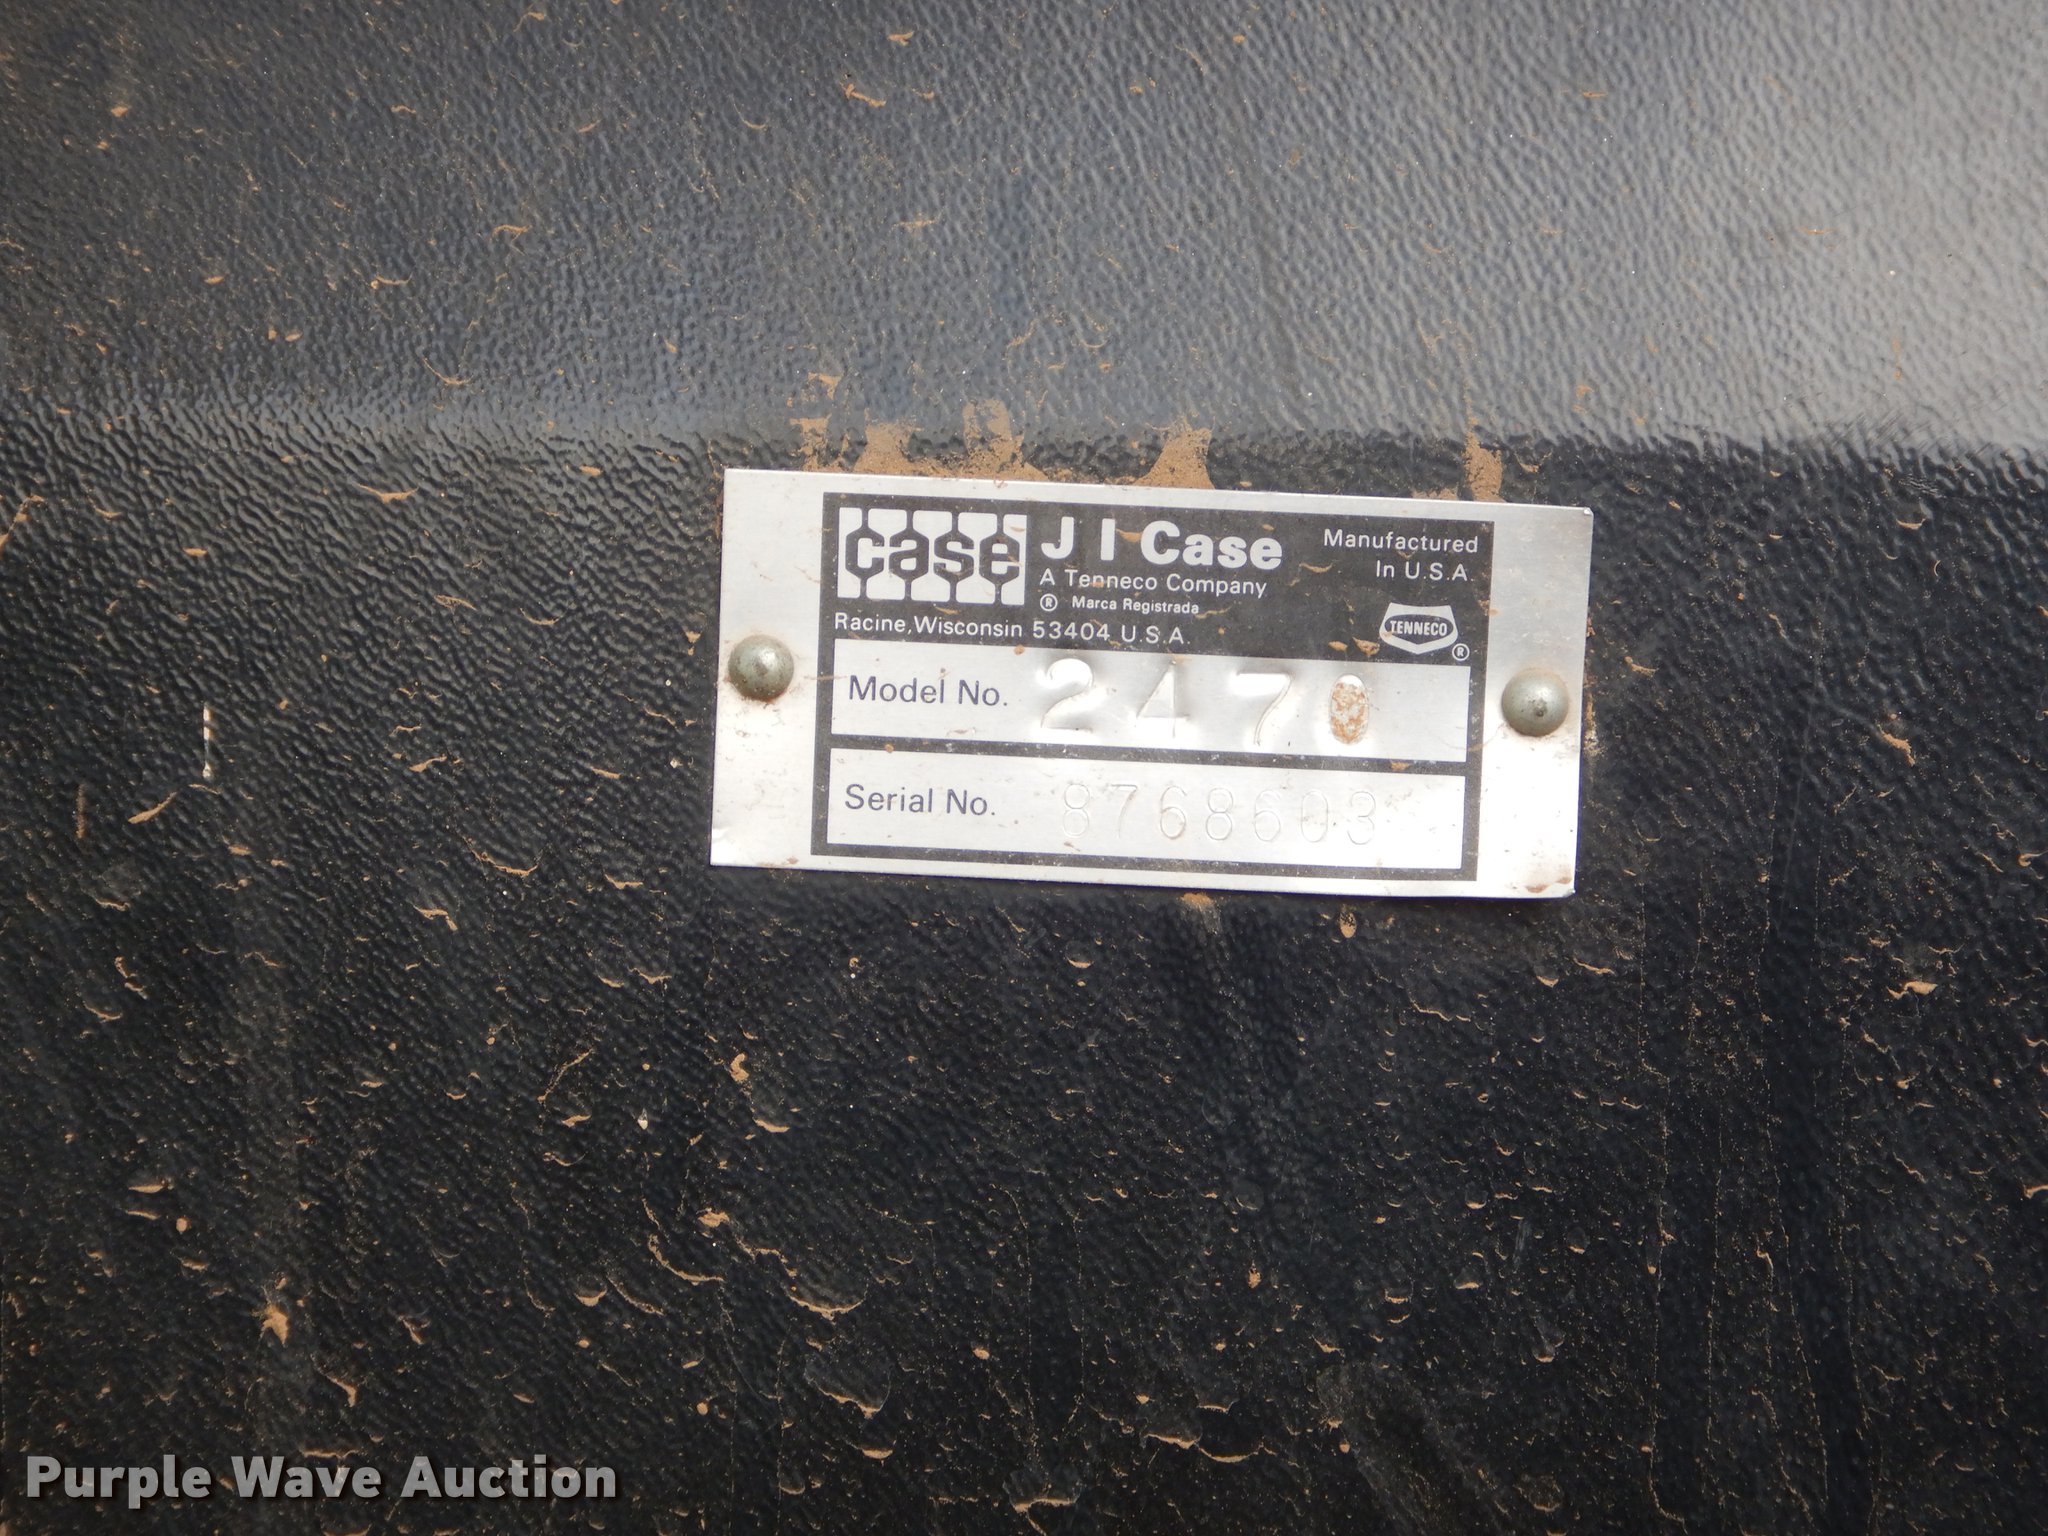 case
J I Case
A Tenneco Company
® Marca Registrada
Racine, Wisconsin 53404 U.S.A.
Manufactured
In U.S.A.
TENNECO
®
Model No. 2470
Serial No. 8768603
Purple Wave Auction